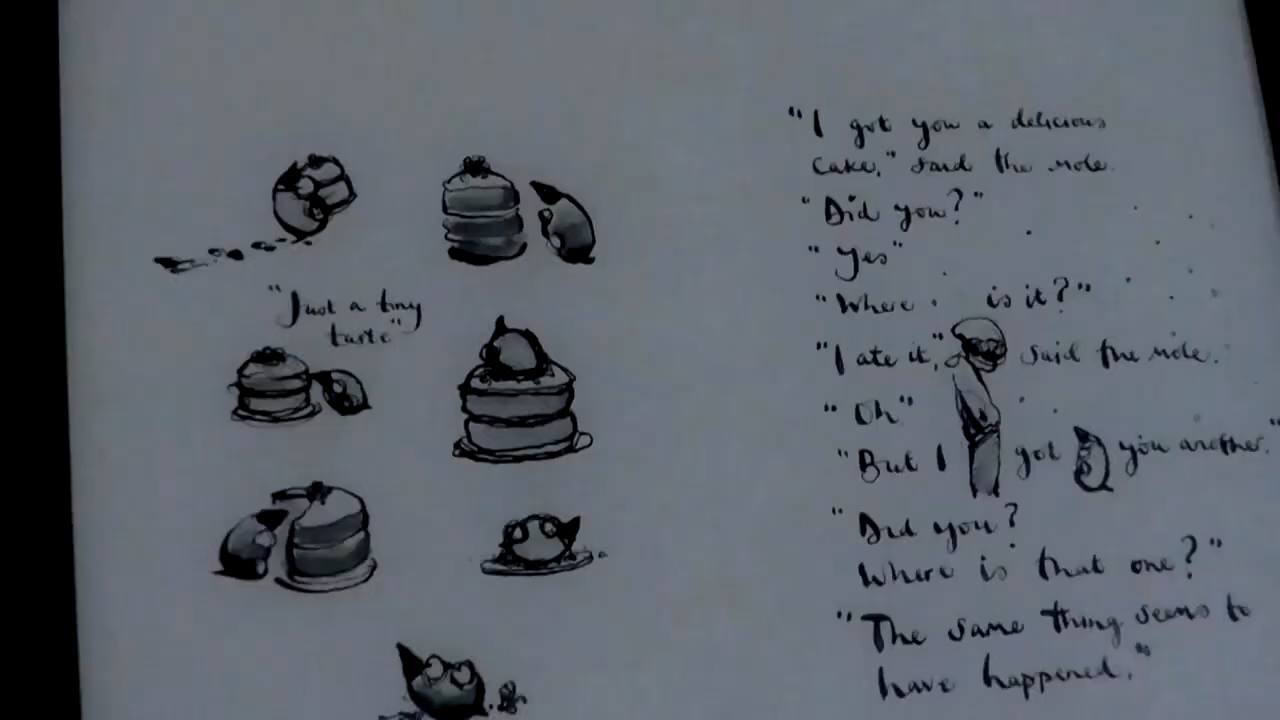 "Just a tiny
taste"
"I got you a delicious
cake," said the mole.
"Did you?"
"Yes"
"Where is it?"
"I ate it," said the mole.
"Oh"
"But I got you another."
"Did you?
Where is that one?"
"The same thing seems to
have happened."